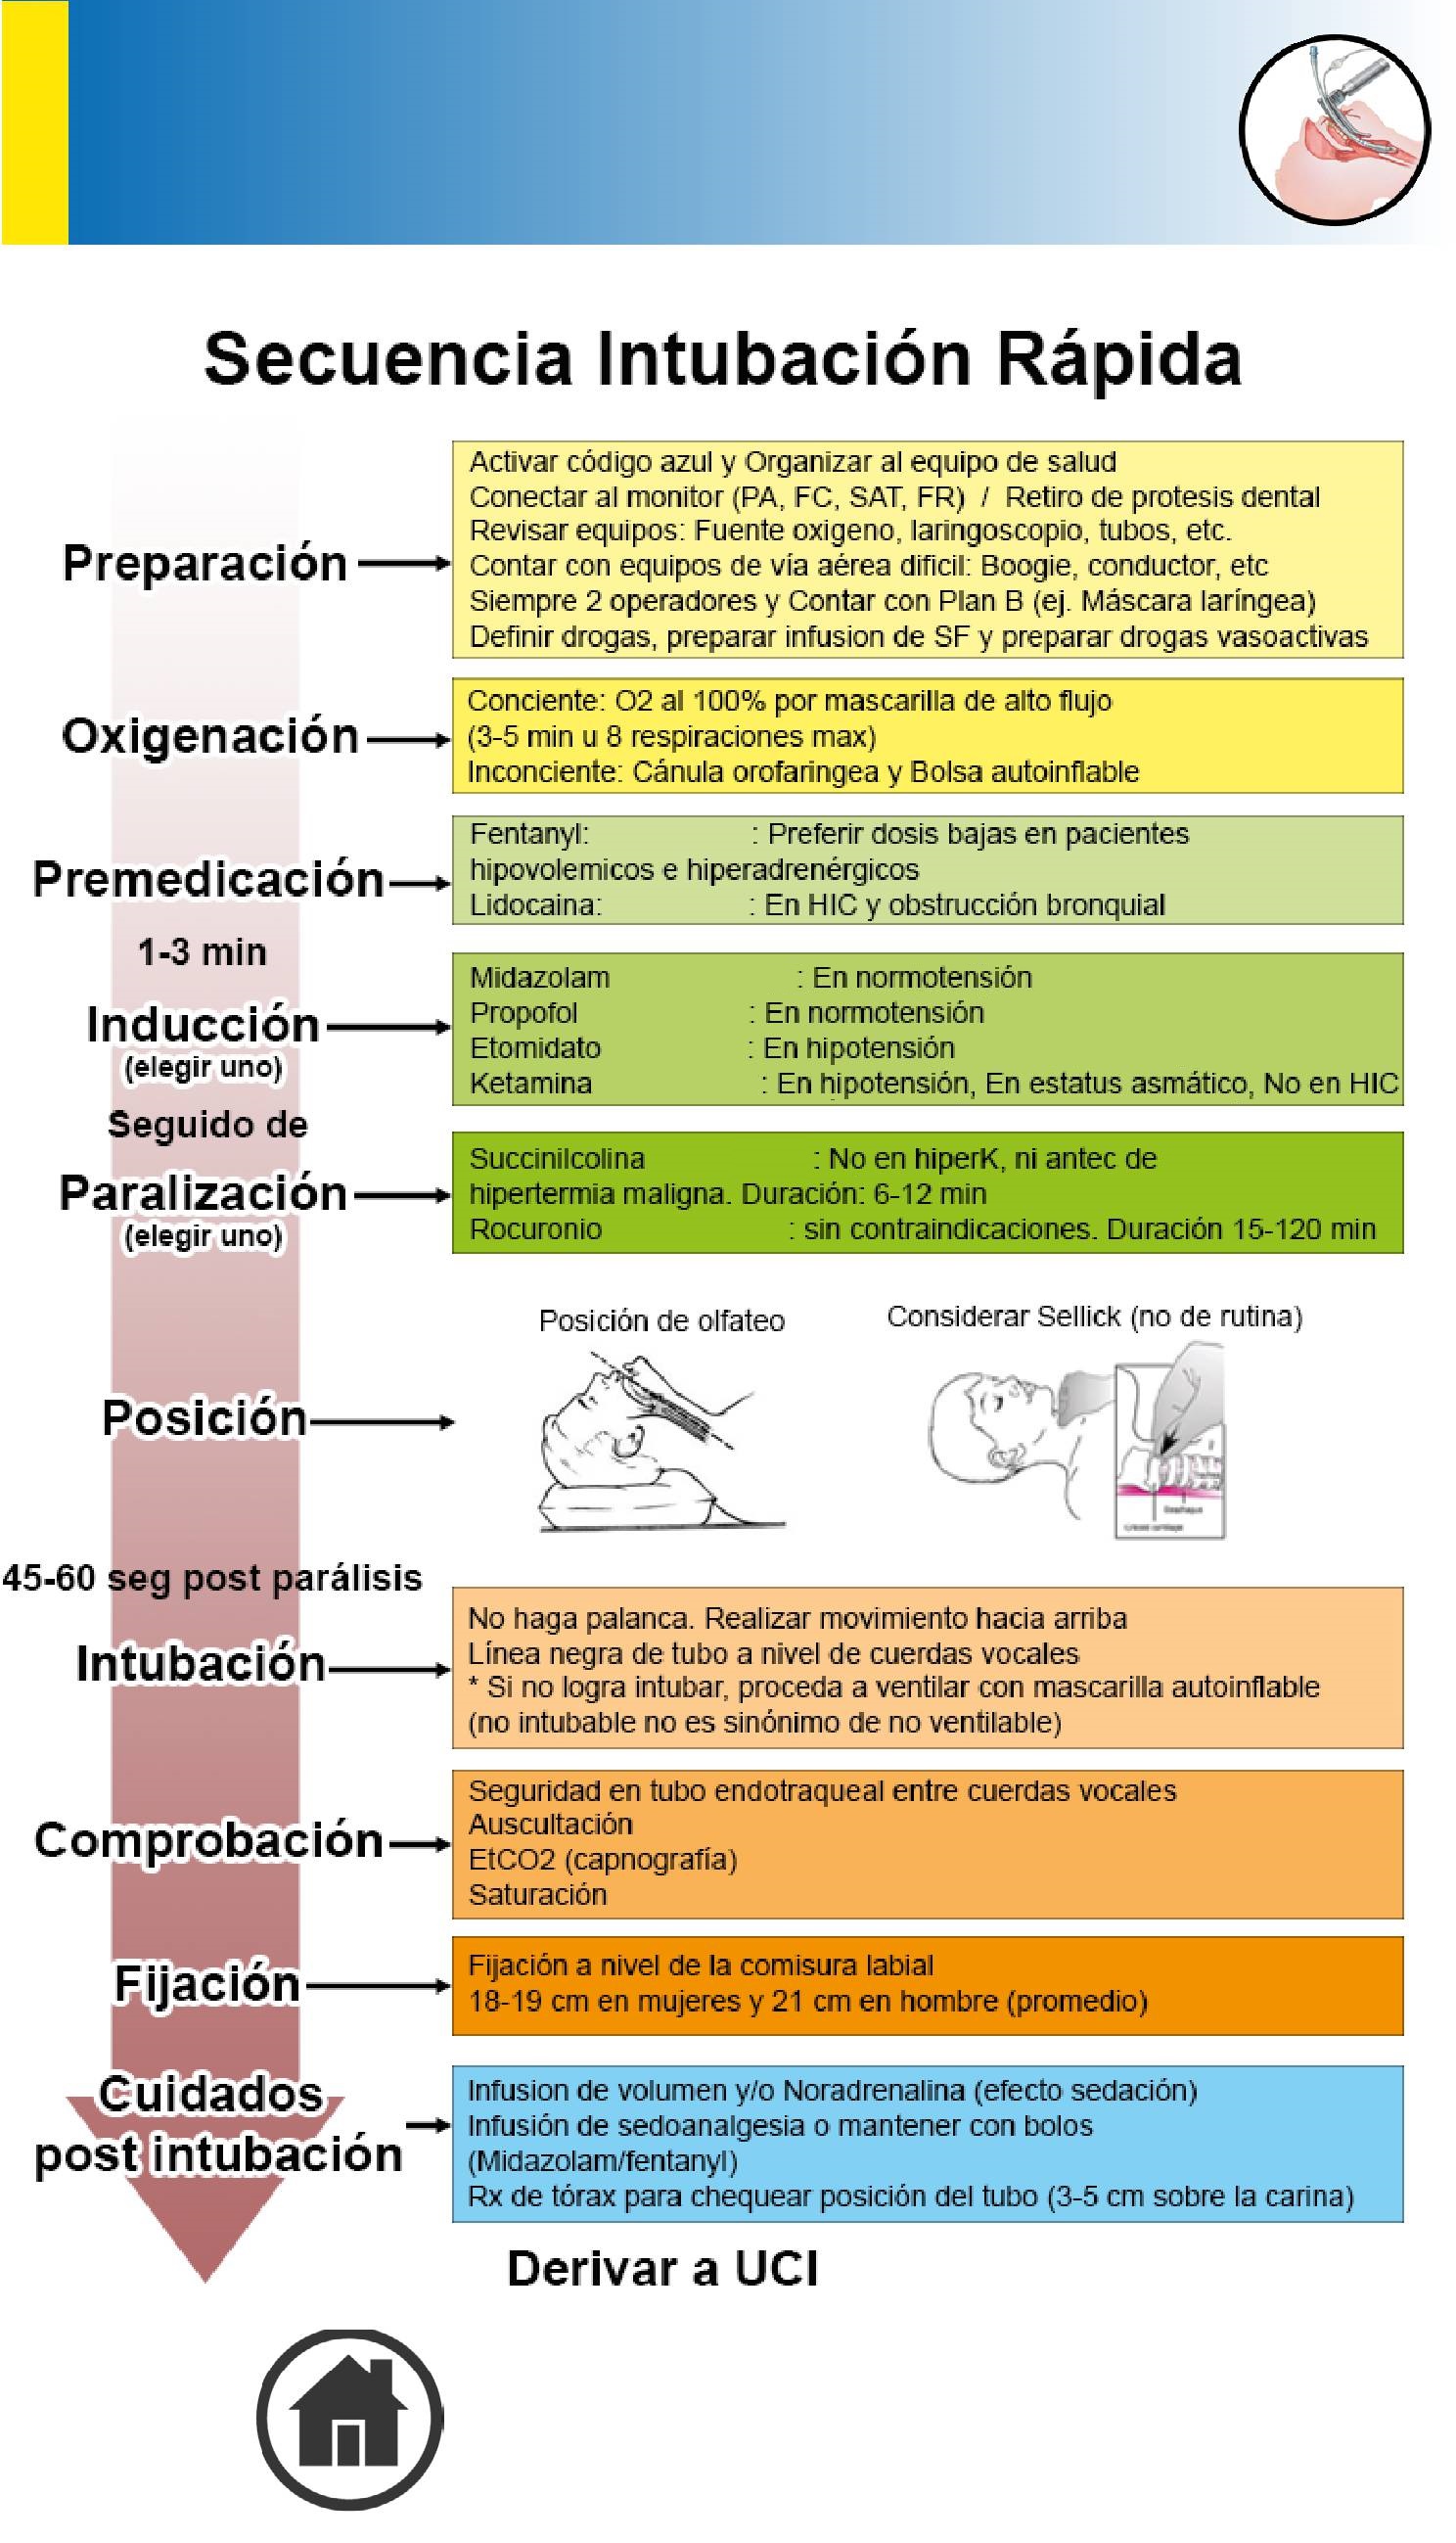 Secuencia Intubación Rápida
Preparación
Activar código azul y Organizar al equipo de salud
Conectar al monitor (PA, FC, SAT, FR) / Retiro de protesis dental
Revisar equipos: Fuente oxigeno, laringoscopio, tubos, etc.
Contar con equipos de vía aérea dificil: Boogie, conductor, etc
Siempre 2 operadores y Contar con Plan B (ej. Máscara laríngea)
Definir drogas, preparar infusion de SF y preparar drogas vasoactivas
Oxigenación
Conciente: O2 al 100% por mascarilla de alto flujo
(3-5 min u 8 respiraciones max)
Inconciente: Cánula orofaringea y Bolsa autoinflable
Premedicación
Fentanyl: : Preferir dosis bajas en pacientes
hipovolemicos e hiperadrenérgicos
Lidocaina: : En HIC y obstrucción bronquial
1-3 min
Inducción
(elegir uno)
Midazolam : En normotensión
Propofol : En normotensión
Etomidato : En hipotensión
Ketamina : En hipotensión, En estatus asmático, No en HIC
Seguido de
Paralización
(elegir uno)
Succinilcolina : No en hiperK, ni antec de
hipertermia maligna. Duración: 6-12 min
Rocuronio : sin contraindicaciones. Duración 15-120 min
Posición
Posición de olfateo
Considerar Sellick (no de rutina)
Esophagus
Cricoid cartilage
45-60 seg post parálisis
Intubación
No haga palanca. Realizar movimiento hacia arriba
Línea negra de tubo a nivel de cuerdas vocales
* Si no logra intubar, proceda a ventilar con mascarilla autoinflable
(no intubable no es sinónimo de no ventilable)
Comprobación
Seguridad en tubo endotraqueal entre cuerdas vocales
Auscultación
EtCO2 (capnografía)
Saturación
Fijación
Fijación a nivel de la comisura labial
18-19 cm en mujeres y 21 cm en hombre (promedio)
Cuidados
post intubación
Infusion de volumen y/o Noradrenalina (efecto sedación)
Infusión de sedoanalgesia o mantener con bolos
(Midazolam/fentanyl)
Rx de tórax para chequear posición del tubo (3-5 cm sobre la carina)
Derivar a UCI